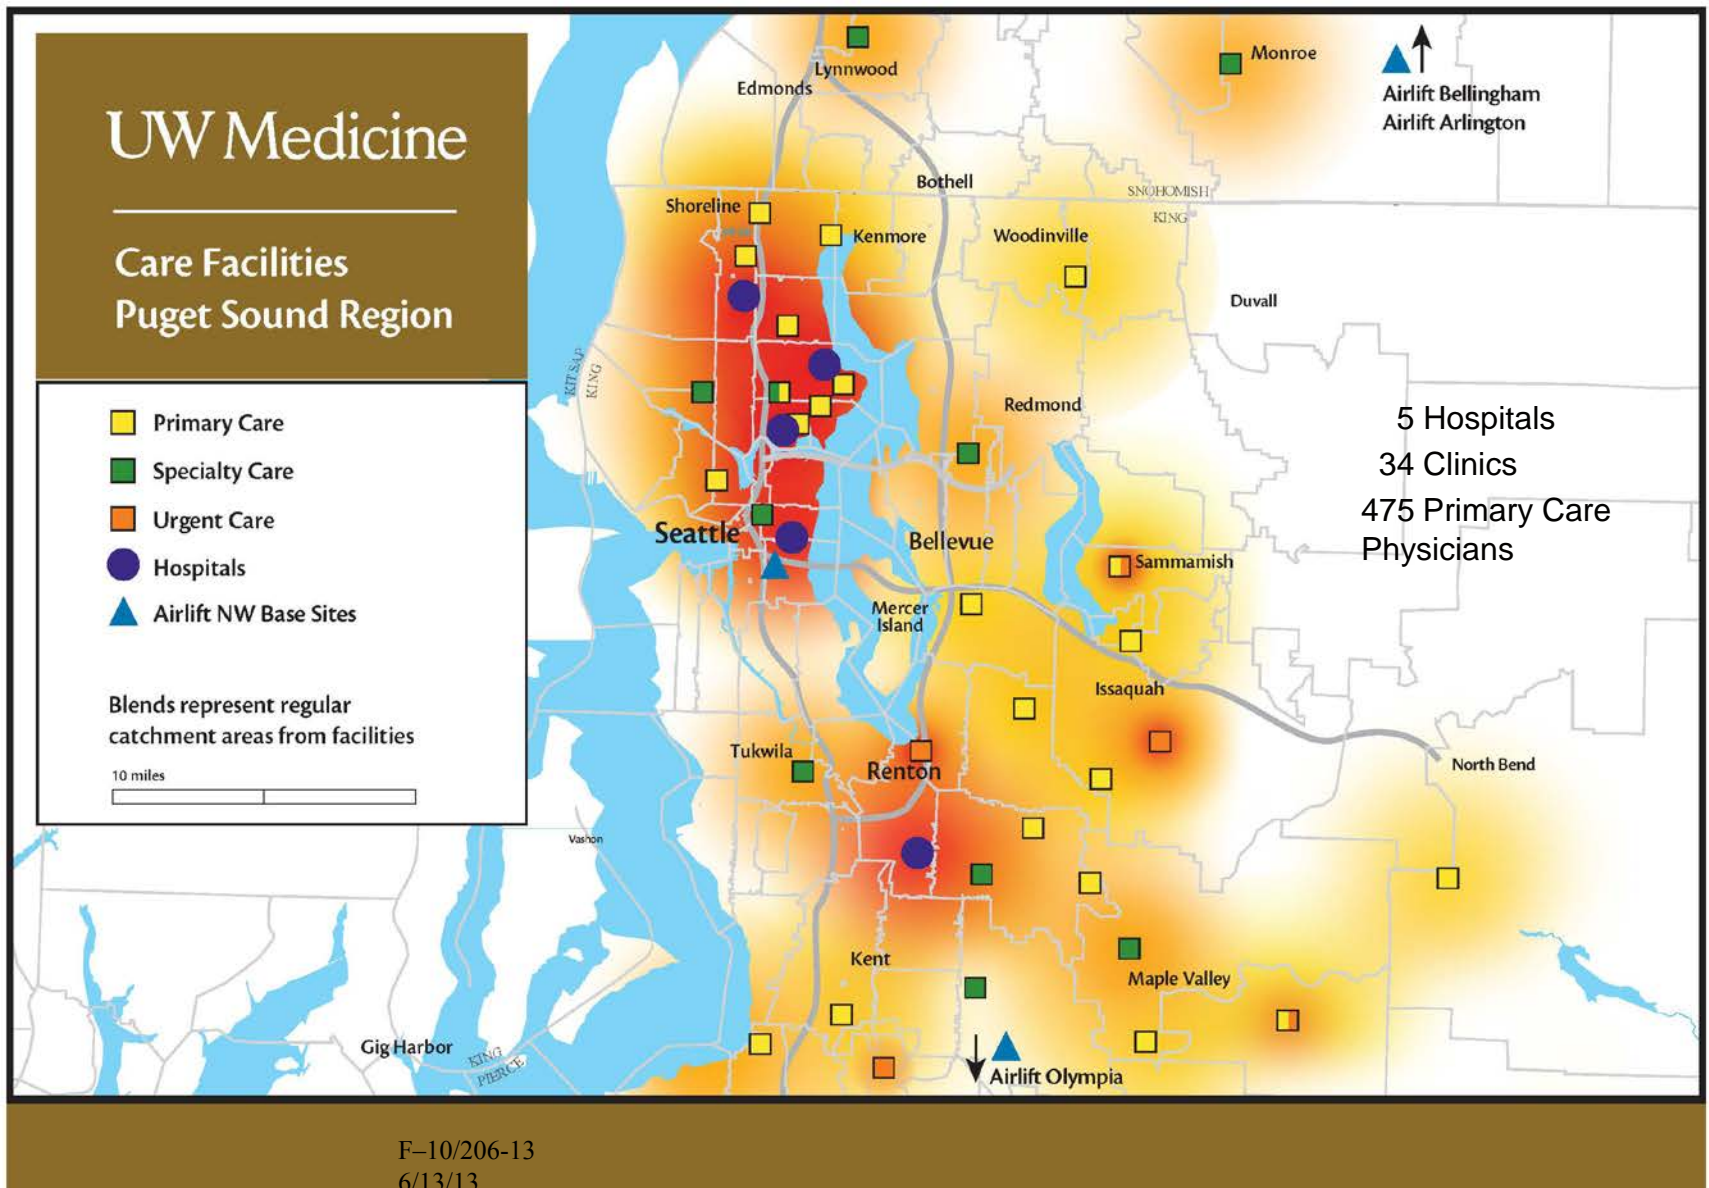 UW Medicine
Care Facilities
Puget Sound Region
Primary Care
Specialty Care
Urgent Care
Hospitals
Airlift NW Base Sites
Blends represent regular
catchment areas from facilities
10 miles
Lynnwood
Edmonds
Monroe
Airlift Bellingham
Airlift Arlington
Bothell
SNOHOMISH
KING
Shoreline
Kenmore
Woodinville
Duvall
KITSAP
KING
Redmond
5 Hospitals
34 Clinics
475 Primary Care
Physicians
Seattle
Bellevue
Sammamish
Mercer
Island
Issaquah
Tukwila
Renton
North Bend
Vashon
Kent
Maple Valley
Gig Harbor
KING
PIERCE
Airlift Olympia
F–10/206-13
6/13/13